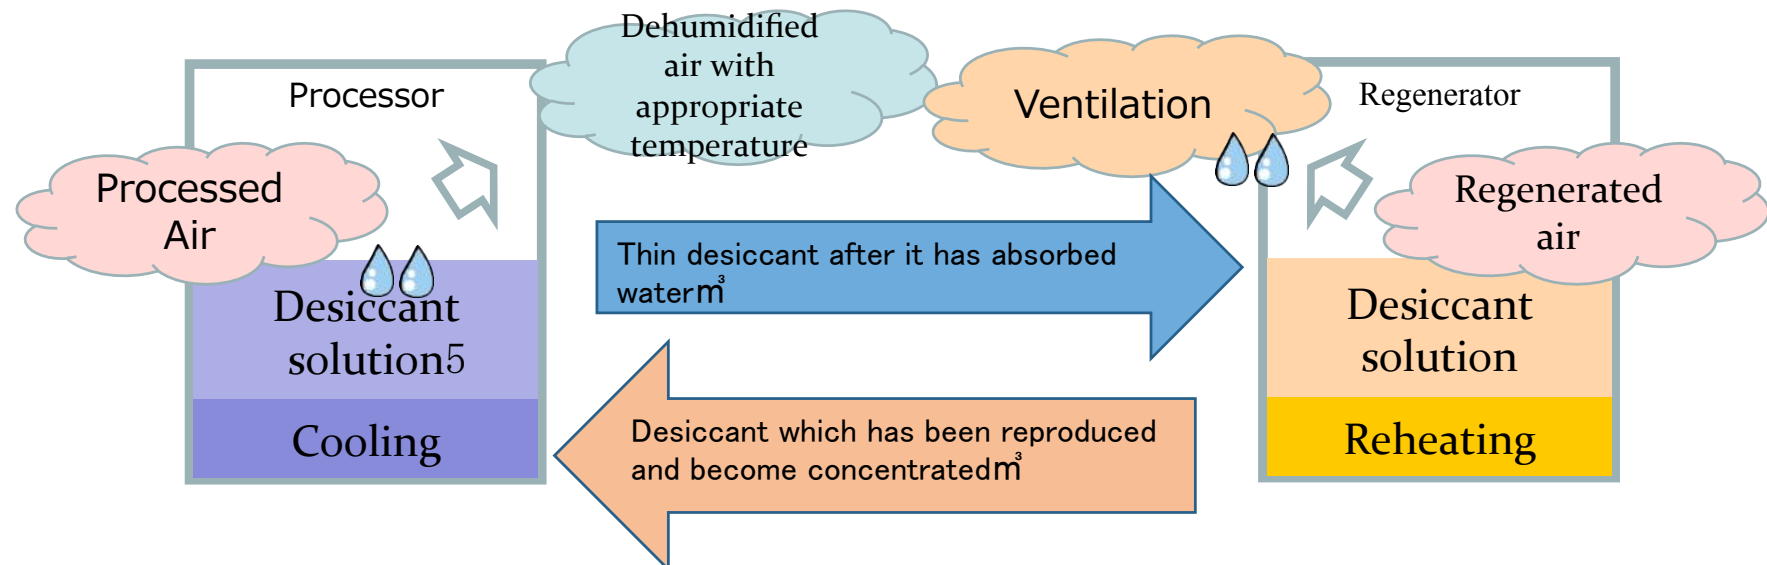 Dehumidified
air with
appropriate
temperature
Processor
Ventilation
Regenerator
Processed
Air
Regenerated
air
Thin desiccant after it has absorbed
water㎥
Desiccant
solution5
Desiccant
solution
Cooling
Desiccant which has been reproduced
and become concentrated㎥
Reheating